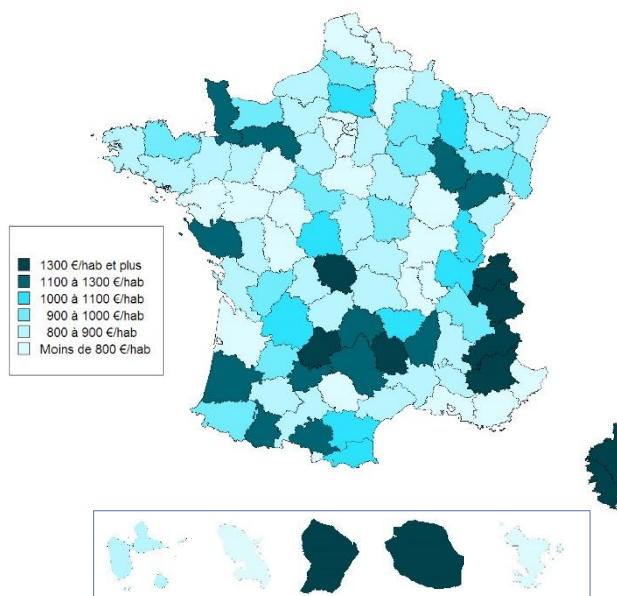 1300 €/hab et plus
1100 à 1300 €/hab
1000 à 1100 €/hab
900 à 1000 €/hab
800 à 900 €/hab
Moins de 800 €/hab